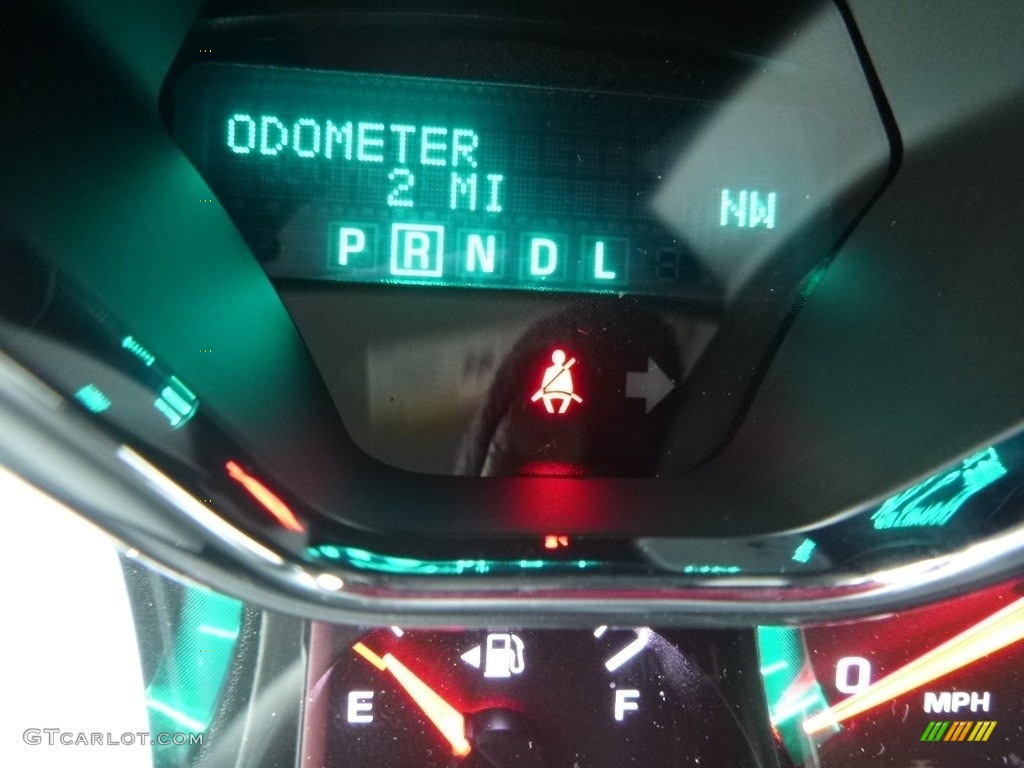 ODOMETER
2 MI
NW
P R N D L
E
F
0
MPH
GTcarlot.com